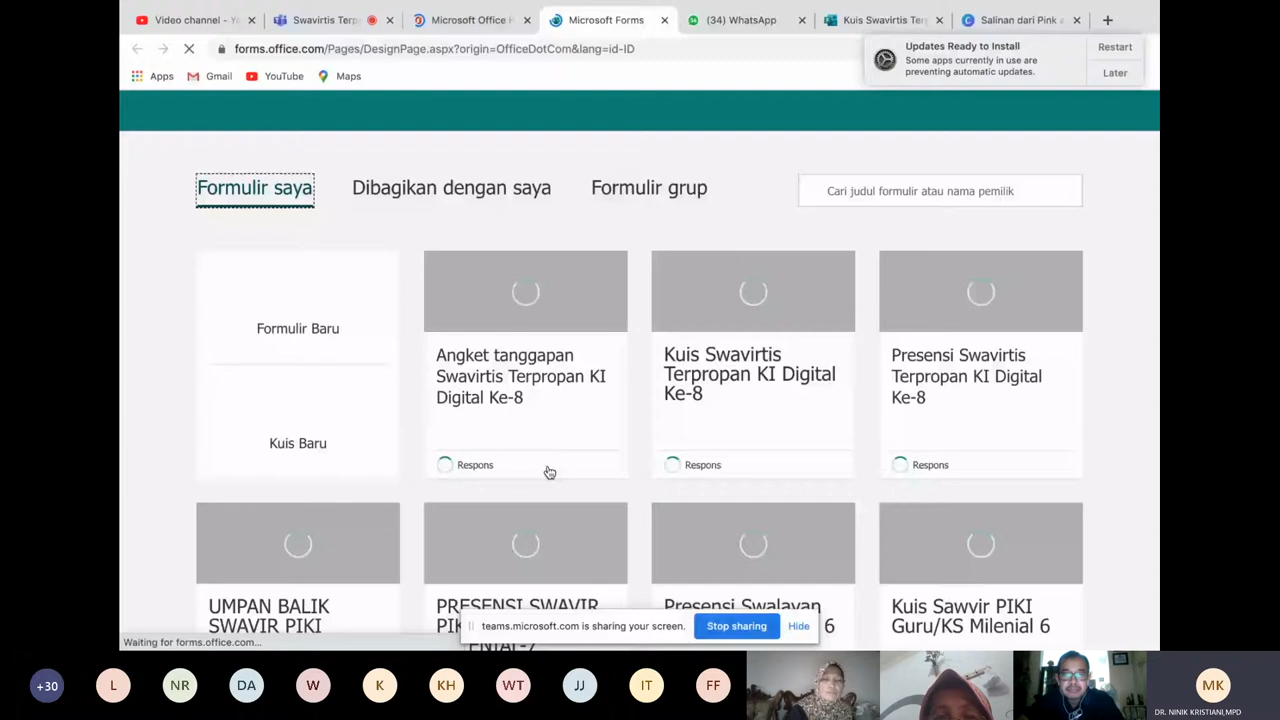 Video channel - Yo
Swavirtis Terp
Microsoft Office H
Microsoft Forms
(34) WhatsApp
Kuis Swavirtis Ter
Salinan dari Pink a
forms.office.com/Pages/DesignPage.aspx?origin=OfficeDotCom&lang=id-ID
Updates Ready to Install
Some apps currently in use are
preventing automatic updates.
Restart
Later
Apps
Gmail
YouTube
Maps
Formulir saya
Dibagikan dengan saya
Formulir grup
Cari judul formulir atau nama pemilik
Formulir Baru
Kuis Baru
Angket tanggapan
Swavirtis Terpropan KI
Digital Ke-8
Respons
Kuis Swavirtis
Terpropan KI Digital
Ke-8
Respons
Presensi Swavirtis
Terpropan KI Digital
Ke-8
Respons
UMPAN BALIK
SWAVIR PIKI
PRESENSI SWAVIR
Presensi Swalayan
6
Kuis Sawvir PIKI
Guru/KS Milenial 6
teams.microsoft.com is sharing your screen.
Stop sharing
Hide
Waiting for forms.office.com...
+30
L
NR
DA
W
K
KH
WT
JJ
IT
FF
MK
DR. NINIK KRISTIANI,MPD